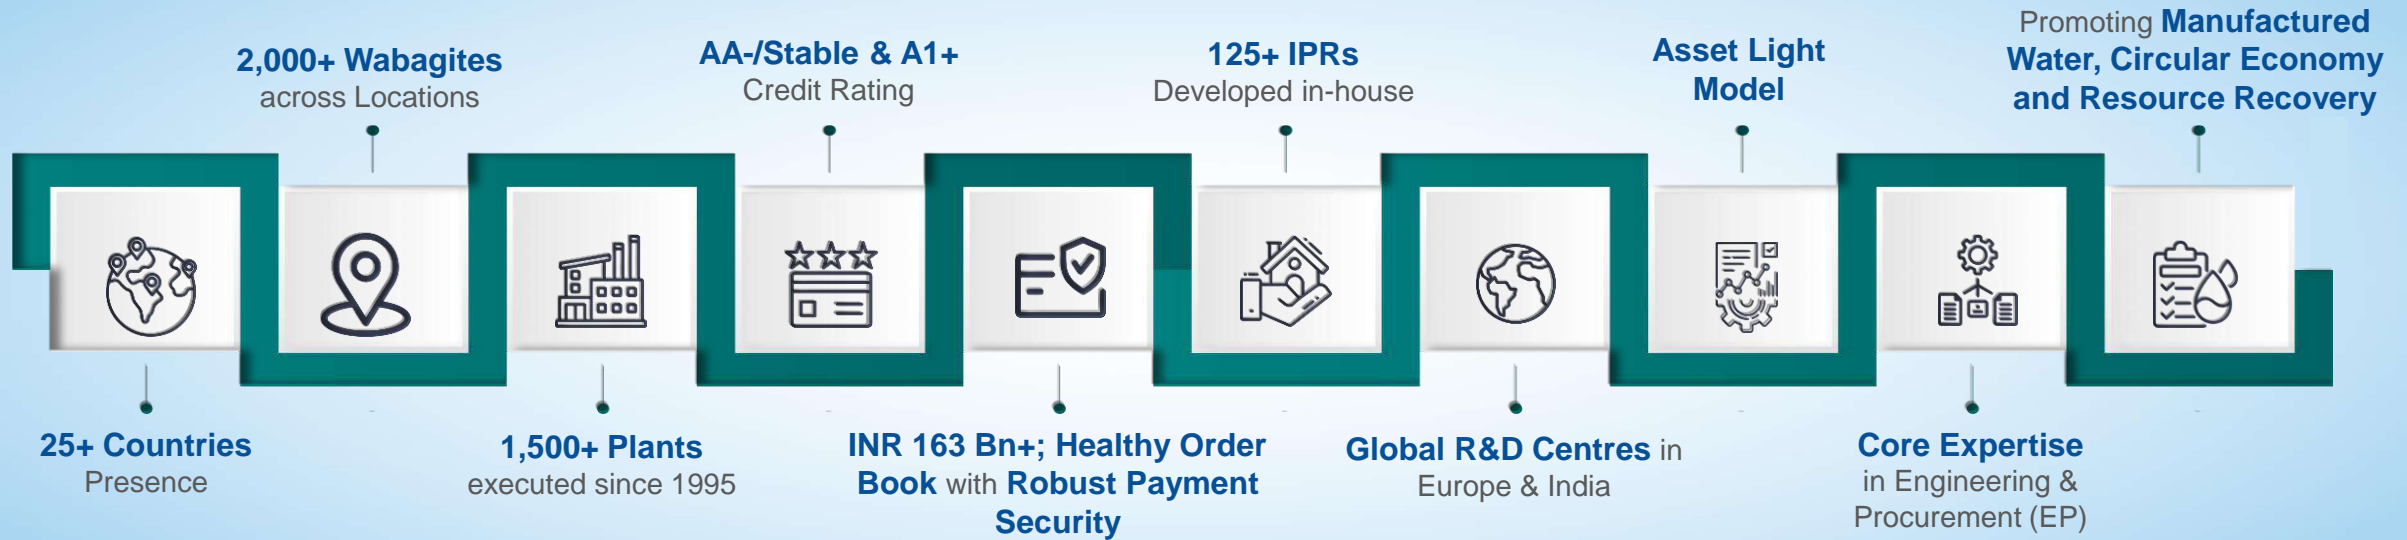 25+ Countries
Presence
2,000+ Wabagites
across Locations
1,500+ Plants
executed since 1995
AA-/Stable & A1+
Credit Rating
INR 163 Bn+; Healthy Order
Book with Robust Payment
Security
125+ IPRs
Developed in-house
Global R&D Centres in
Europe & India
Asset Light
Model
Core Expertise
in Engineering &
Procurement (EP)
Promoting Manufactured
Water, Circular Economy
and Resource Recovery